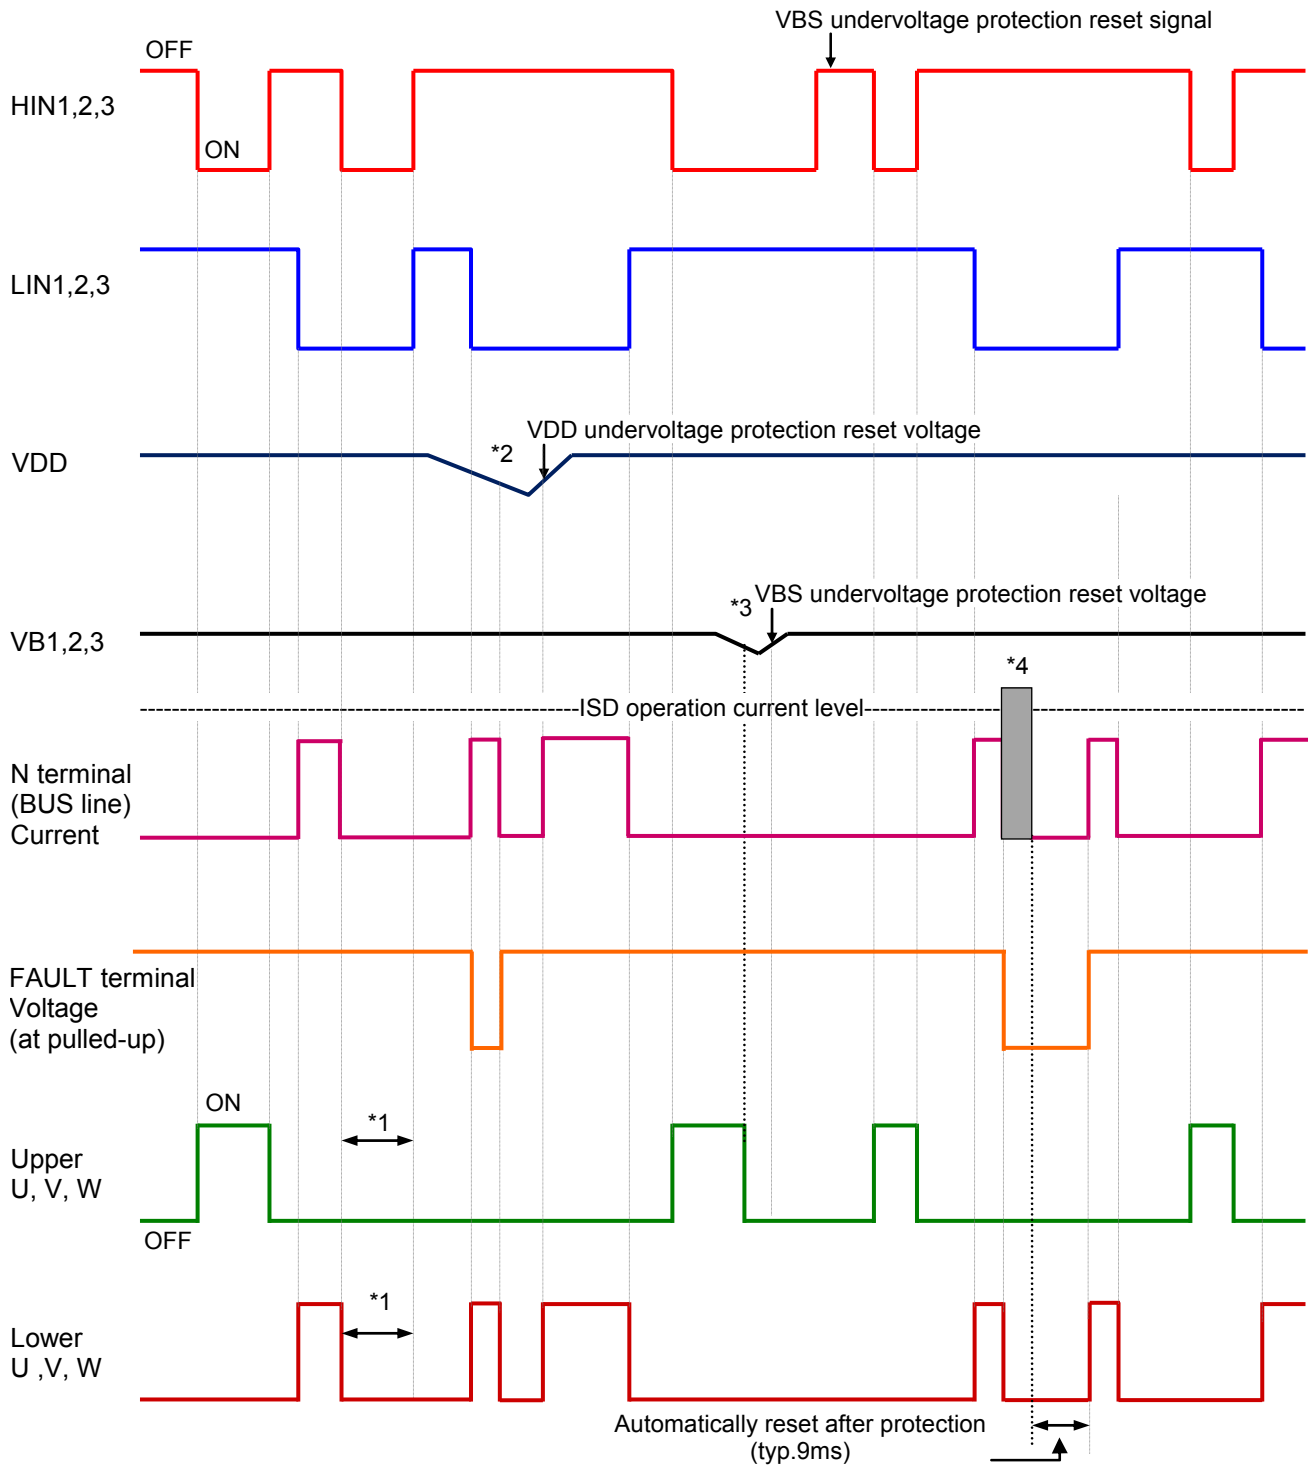 VBS undervoltage protection reset signal
OFF
HIN1,2,3
ON
LIN1,2,3
VDD undervoltage protection reset voltage
*2
VDD
VBS undervoltage protection reset voltage
*3
VB1,2,3
*4
ISD operation current level
N terminal
(BUS line)
Current
FAULT terminal
Voltage
(at pulled-up)
ON
*1
Upper
U, V, W
OFF
*1
Lower
U ,V, W
Automatically reset after protection
(typ.9ms)